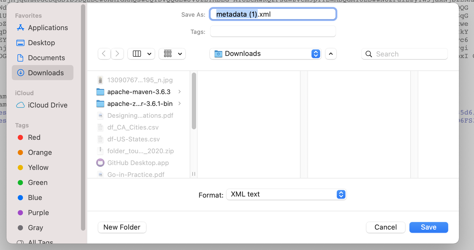 Save As: metadata (1).xml
Tags:
Favorites
Applications
Desktop
Documents
Downloads
iCloud
iCloud Drive
Tags
Red
Orange
Yellow
Green
Blue
Purple
Gray
All Tags
Downloads
Search
13090767...195_n.jpg
apache-maven-3.6.3
apache-z...r-3.6.1-bin
Designing...ations.pdf
df_CA_Cities.csv
df-US-States.csv
folder_tou..._2020.zip
GitHub Desktop.app
Go-in-Practice.pdf
Format: XML text
New Folder
Cancel
Save